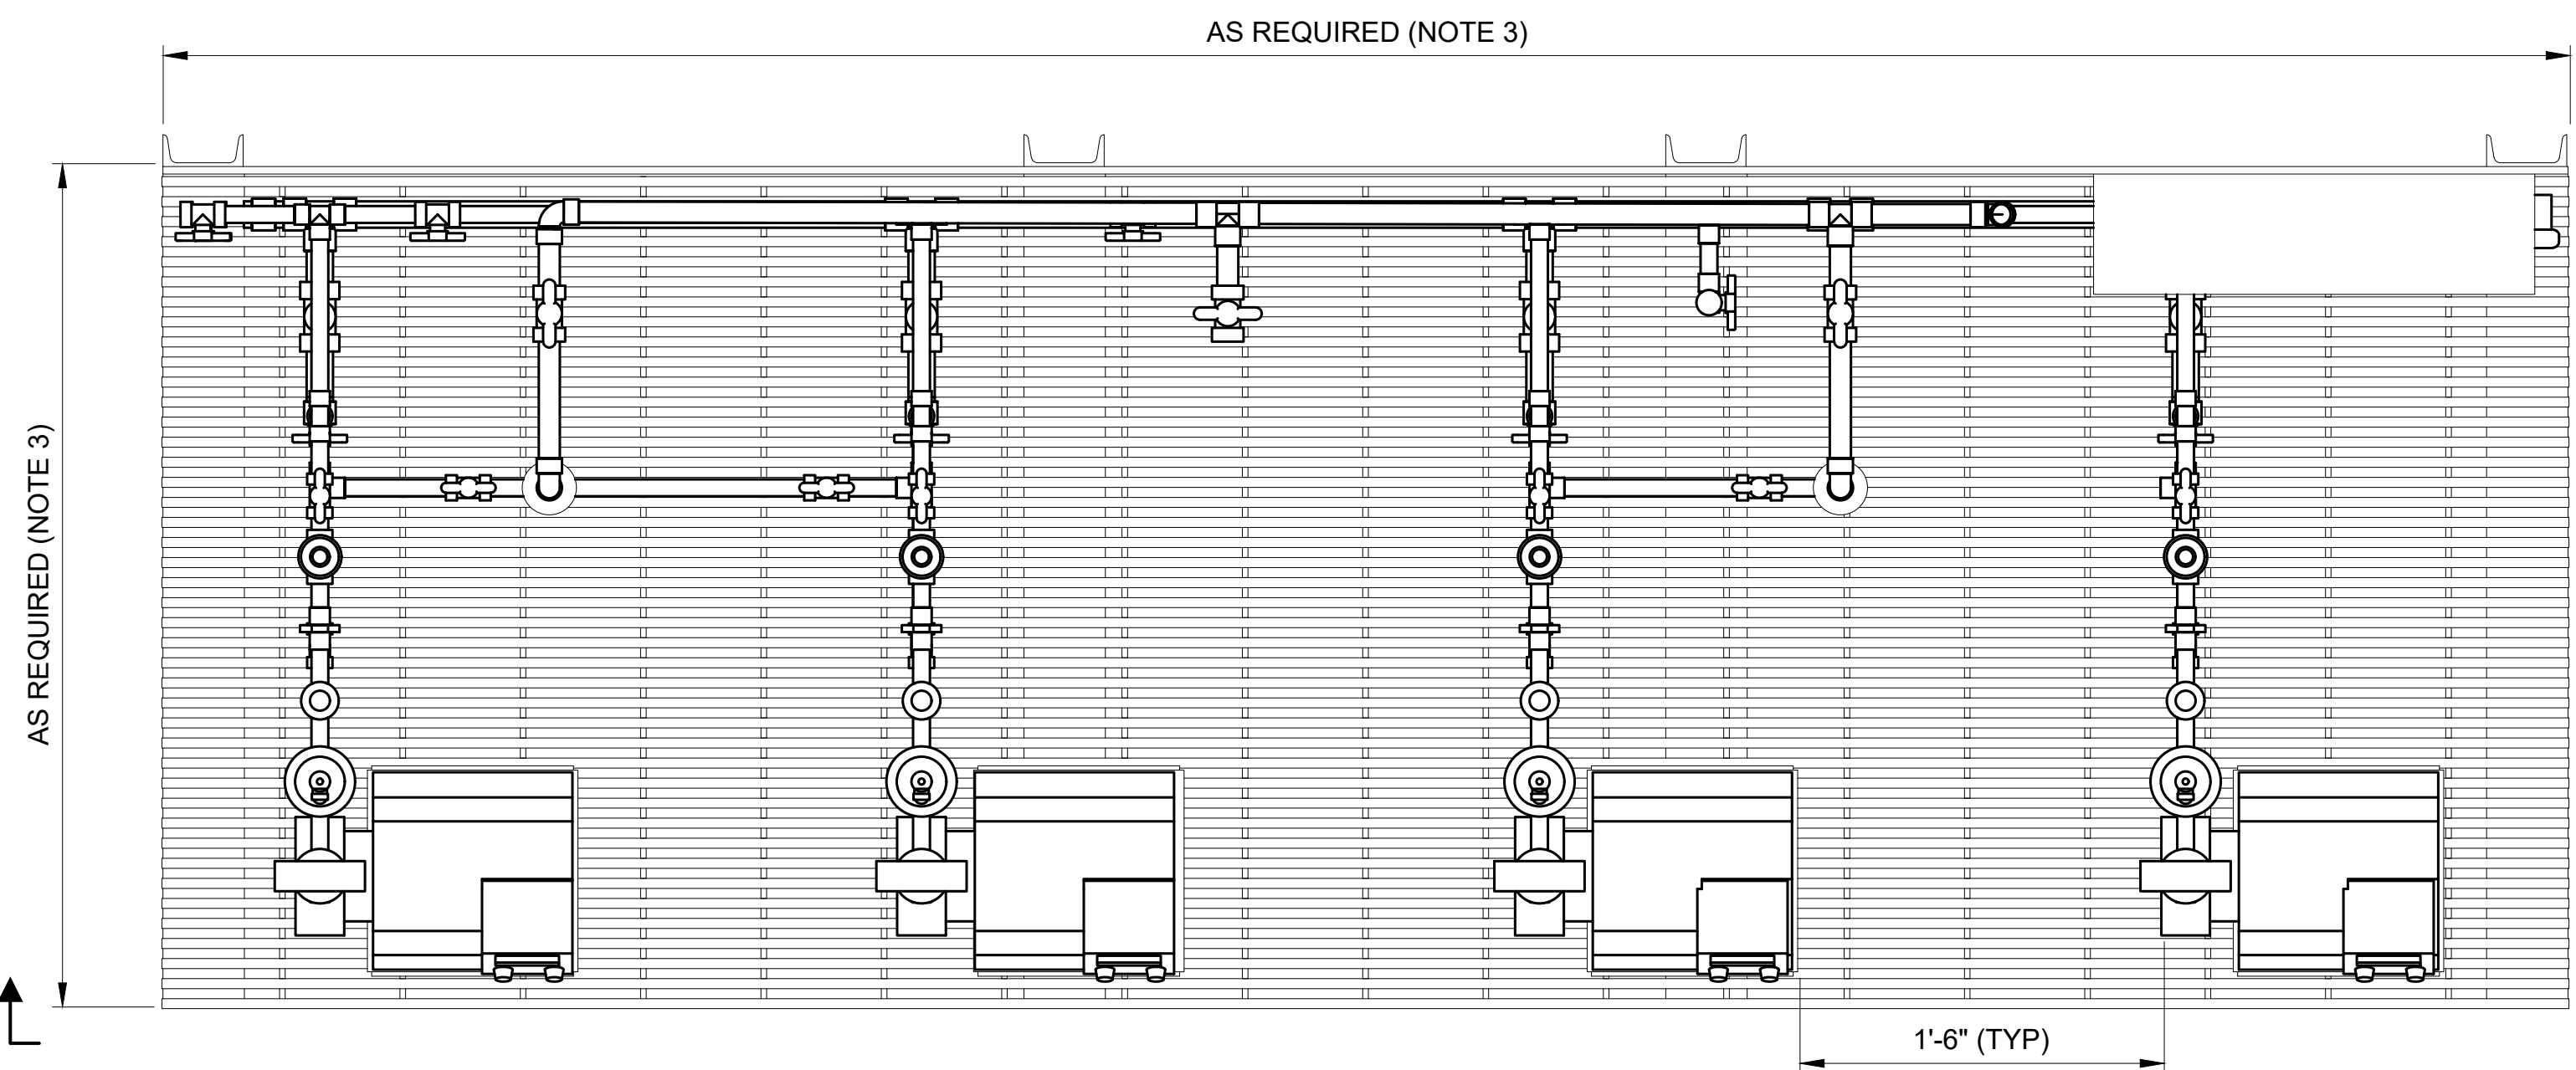 AS REQUIRED (NOTE 3)
AS REQUIRED (NOTE 3)
1'-6" (TYP)